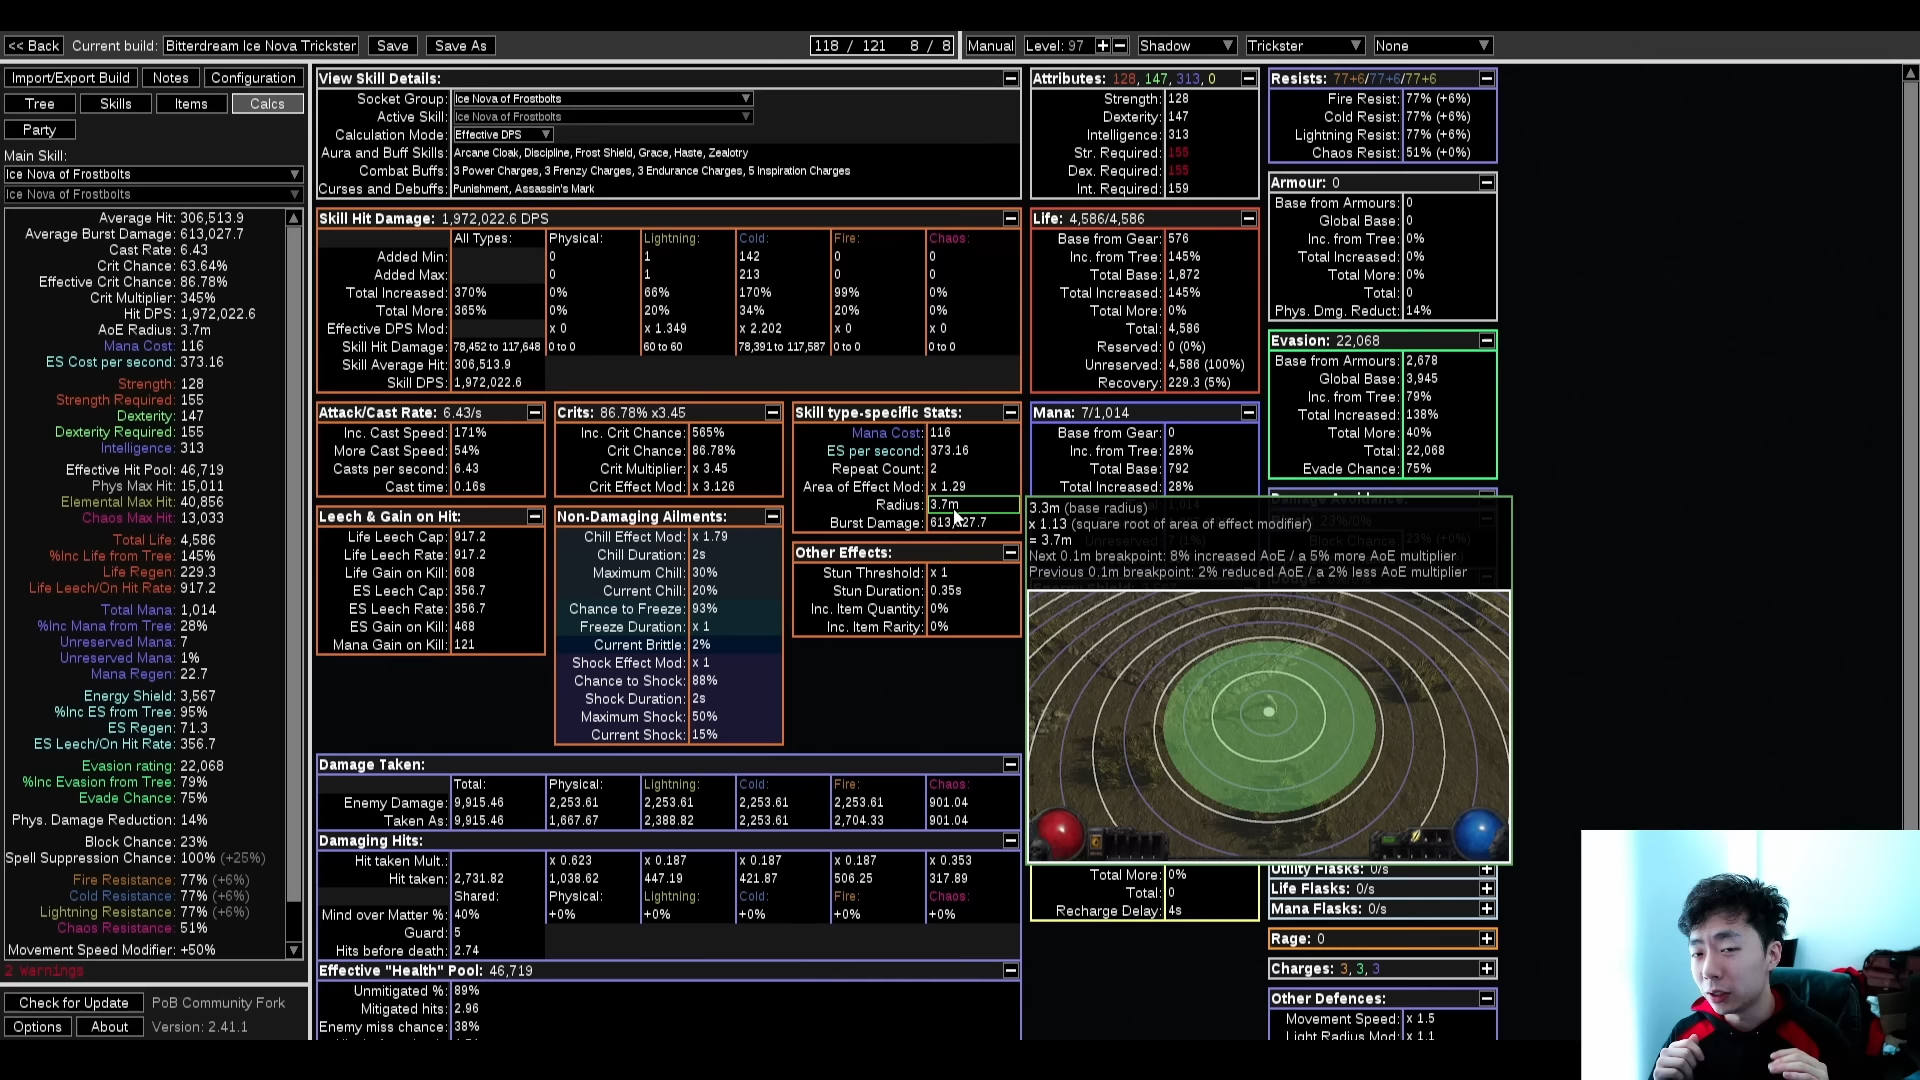 << Back
Current build:
Bitterdream Ice Nova Trickster
Save
Save As
118 / 121 8 / 8
Manual
Level: 97
+
−
Shadow
Trickster
None
Import/Export Build
Notes
Configuration
Tree
Skills
Items
Calcs
Party
Main Skill:
Ice Nova of Frostbolts
Ice Nova of Frostbolts
Average Hit: 306,513.9
Average Burst Damage: 613,027.7
Cast Rate: 6.43
Crit Chance: 63.64%
Effective Crit Chance: 86.78%
Crit Multiplier: 345%
Hit DPS: 1,972,022.6
AoE Radius: 3.7m
Mana Cost: 116
ES Cost per second: 373.16
Strength: 128
Strength Required: 155
Dexterity: 147
Dexterity Required: 155
Intelligence: 313
Effective Hit Pool: 46,719
Phys Max Hit: 15,011
Elemental Max Hit: 40,856
Chaos Max Hit: 13,033
Total Life: 4,586
%Inc Life from Tree: 145%
Life Regen: 229.3
Life Leech/On Hit Rate: 917.2
Total Mana: 1,014
%Inc Mana from Tree: 28%
Unreserved Mana: 7
Unreserved Mana: 1%
Mana Regen: 22.7
Energy Shield: 3,567
%Inc ES from Tree: 95%
ES Regen: 71.3
ES Leech/On Hit Rate: 356.7
Evasion rating: 22,068
%Inc Evasion from Tree: 79%
Evade Chance: 75%
Phys. Damage Reduction: 14%
Block Chance: 23%
Spell Suppression Chance: 100% (+25%)
Fire Resistance: 77% (+6%)
Cold Resistance: 77% (+6%)
Lightning Resistance: 77% (+6%)
Chaos Resistance: 51%
Movement Speed Modifier: +50%
2 Warnings
Check for Update
PoB Community Fork
Options
About
Version: 2.41.1
View Skill Details:
Socket Group: Ice Nova of Frostbolts
Active Skill: Ice Nova of Frostbolts
Calculation Mode: Effective DPS
Aura and Buff Skills: Arcane Cloak, Discipline, Frost Shield, Grace, Haste, Zealotry
Combat Buffs: 3 Power Charges, 3 Frenzy Charges, 3 Endurance Charges, 5 Inspiration Charges
Curses and Debuffs: Punishment, Assassin's Mark
Skill Hit Damage: 1,972,022.6 DPS
All Types: Physical: Lightning: Cold: Fire: Chaos:
Added Min: 0 1 142 0 0
Added Max: 0 1 213 0 0
Total Increased: 370% 0% 66% 170% 99% 0%
Total More: 365% 0% 20% 34% 20% 0%
Effective DPS Mod: x 0 x 1.349 x 2.202 x 0 x 0
Skill Hit Damage: 78,452 to 117,648 0 to 0 60 to 60 78,391 to 117,587 0 to 0 0 to 0
Skill Average Hit: 306,513.9
Skill DPS: 1,972,022.6
Attack/Cast Rate: 6.43/s
Inc. Cast Speed: 171%
More Cast Speed: 54%
Casts per second: 6.43
Cast time: 0.16s
Crits: 86.78% x3.45
Inc. Crit Chance: 565%
Crit Chance: 86.78%
Crit Multiplier: x 3.45
Crit Effect Mod: x 3.126
Skill type-specific Stats:
Mana Cost: 116
ES per second: 373.16
Repeat Count: 2
Area of Effect Mod: x 1.29
Radius: 3.7m
Burst Damage: 613, 27.7
Leech & Gain on Hit:
Life Leech Cap: 917.2
Life Leech Rate: 917.2
Life Gain on Kill: 608
ES Leech Cap: 356.7
ES Leech Rate: 356.7
ES Gain on Kill: 468
Mana Gain on Kill: 121
Non-Damaging Ailments:
Chill Effect Mod: x 1.79
Chill Duration: 2s
Maximum Chill: 30%
Current Chill: 20%
Chance to Freeze: 93%
Freeze Duration: x 1
Current Brittle: 2%
Shock Effect Mod: x 1
Chance to Shock: 88%
Shock Duration: 2s
Maximum Shock: 50%
Current Shock: 15%
Other Effects:
Stun Threshold: x 1
Stun Duration: 0.35s
Inc. Item Quantity: 0%
Inc. Item Rarity: 0%
Damage Taken:
Total: Physical: Lightning: Cold: Fire: Chaos:
Enemy Damage: 9,915.46 2,253.61 2,253.61 2,253.61 2,253.61 901.04
Taken As: 9,915.46 1,667.67 2,388.82 2,253.61 2,704.33 901.04
Damaging Hits:
Hit taken Mult.: x 0.623 x 0.187 x 0.187 x 0.187 x 0.353
Hit taken: 2,731.82 1,038.62 447.19 421.87 506.25 317.89
Shared: Physical: Lightning: Cold: Fire: Chaos:
Mind over Matter %: 40% +0% +0% +0% +0% +0%
Guard: 5
Hits before death: 2.74
Effective "Health" Pool: 46,719
Unmitigated %: 89%
Mitigated hits: 2.96
Enemy miss chance: 38%
Attributes: 128, 147, 313, 0
Strength: 128
Dexterity: 147
Intelligence: 313
Str. Required: 155
Dex. Required: 155
Int. Required: 159
Life: 4,586/4,586
Base from Gear: 576
Inc. from Tree: 145%
Total Base: 1,872
Total Increased: 145%
Total More: 0%
Total: 4,586
Reserved: 0 (0%)
Unreserved: 4,586 (100%)
Recovery: 229.3 (5%)
Mana: 7/1,014
Base from Gear: 0
Inc. from Tree: 28%
Total Base: 792
Total Increased: 28%
3.3m (base radius)
x 1.13 (square root of area of effect modifier)
= 3.7m
Next 0.1m breakpoint: 8% increased AoE / a 5% more AoE multiplier
Previous 0.1m breakpoint: 2% reduced AoE / a 2% less AoE multiplier
Total More: 0%
Total: 0
Recharge Delay: 4s
Resists: 77+6/77+6/77+6
Fire Resist: 77% (+6%)
Cold Resist: 77% (+6%)
Lightning Resist: 77% (+6%)
Chaos Resist: 51% (+0%)
Armour: 0
Base from Armours: 0
Global Base: 0
Inc. from Tree: 0%
Total Increased: 0%
Total More: 0%
Total: 0
Phys. Dmg. Reduct: 14%
Evasion: 22,068
Base from Armours: 2,678
Global Base: 3,945
Inc. from Tree: 79%
Total Increased: 138%
Total More: 40%
Total: 22,068
Evade Chance: 75%
Utility Flasks: 0/s
Life Flasks: 0/s
Mana Flasks: 0/s
Rage: 0
Charges: 3, 3, 3
Other Defences:
Movement Speed: x 1.5
Light Radius Mod: x 1.1